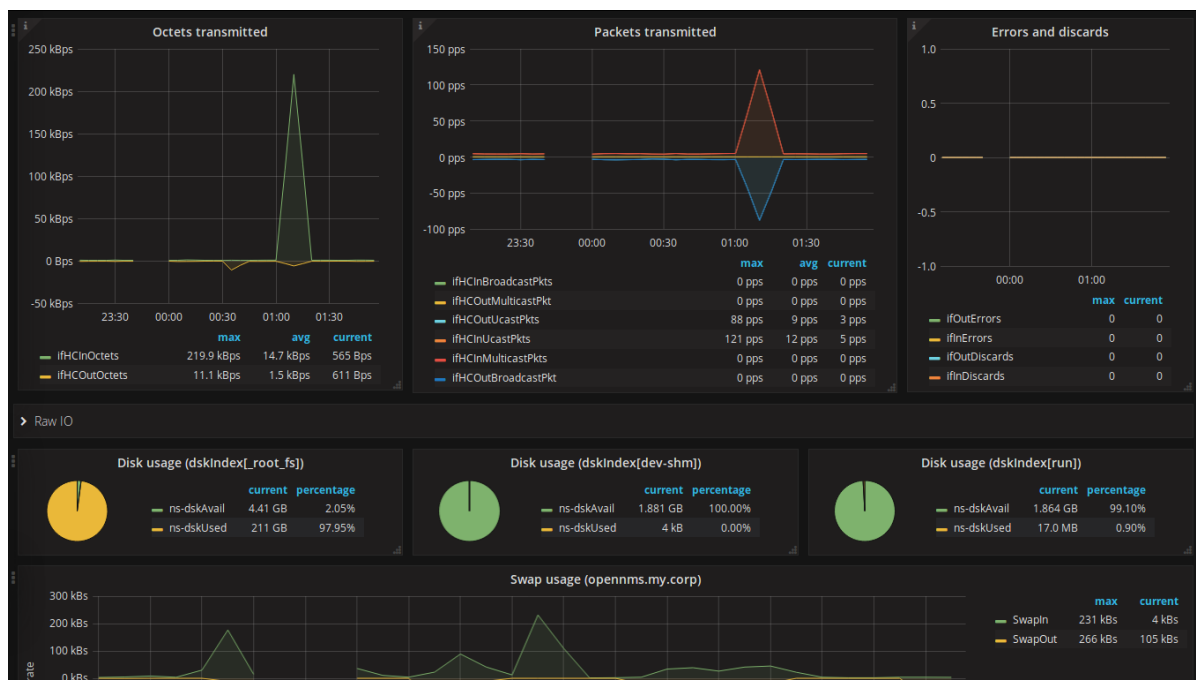 Octets transmitted
250 kBps
200 kBps
150 kBps
100 kBps
50 kBps
0 Bps
-50 kBps
23:30 00:00 00:30 01:00 01:30
max avg current
ifHCInOctets 219.9 kBps 14.7 kBps 565 Bps
ifHCOutOctets 11.1 kBps 1.5 kBps 611 Bps
Packets transmitted
150 pps
100 pps
50 pps
0 pps
-50 pps
-100 pps
23:30 00:00 00:30 01:00 01:30
max avg current
ifHCInBroadcastPkts 0 pps 0 pps 0 pps
ifHCOutMulticastPkt 0 pps 0 pps 0 pps
ifHCOutUcastPkts 88 pps 9 pps 3 pps
ifHCInUcastPkts 121 pps 12 pps 5 pps
ifHCInMulticastPkts 0 pps 0 pps 0 pps
ifHCOutBroadcastPkt 0 pps 0 pps 0 pps
Errors and discards
1.0
0.5
0
-0.5
-1.0
00:00 01:00
max current
ifOutErrors 0 0
ifInErrors 0 0
ifOutDiscards 0 0
ifInDiscards 0 0
Raw IO
Disk usage (dskIndex[_root_fs])
current percentage
ns-dskAvail 4.41 GB 2.05%
ns-dskUsed 211 GB 97.95%
Disk usage (dskIndex[dev-shm])
current percentage
ns-dskAvail 1.881 GB 100.00%
ns-dskUsed 4 kB 0.00%
Disk usage (dskIndex[run])
current percentage
ns-dskAvail 1.864 GB 99.10%
ns-dskUsed 17.0 MB 0.90%
Swap usage (opennms.my.corp)
300 kBs
200 kBs
100 kBs
0 kBs
rate
max current
SwapIn 231 kBs 4 kBs
SwapOut 266 kBs 105 kBs